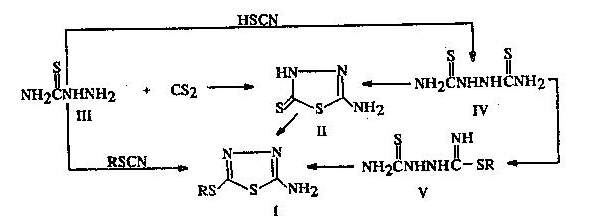 HSCN
S S S
NH2CNHNH2 + CS2 HN N NH2CNHNHCNH2
III S S NH2 IV
II
S NH
RSCN N N NH2CNHNHC SR
RS S NH2 V
I